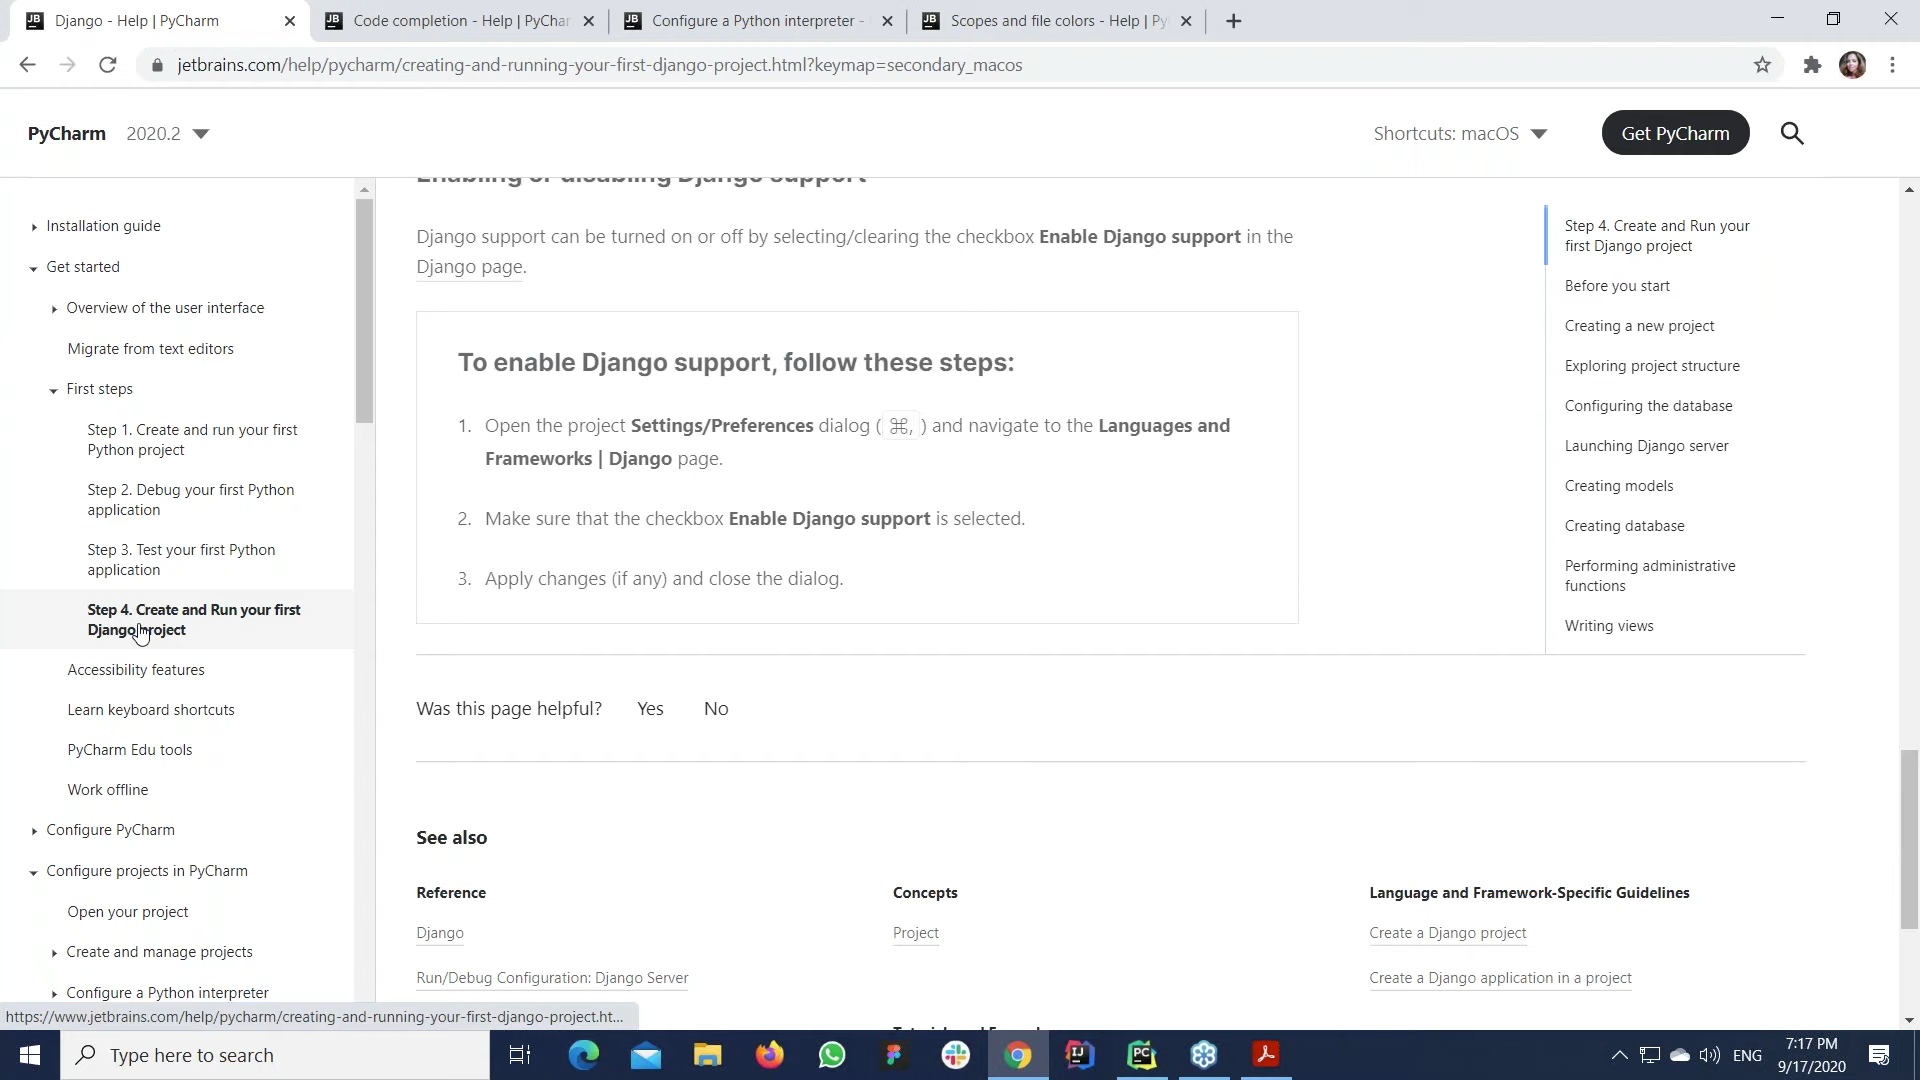 Django - Help | PyCharm
Code completion - Help | PyChar
Configure a Python interpreter -
Scopes and file colors - Help | Py
jetbrains.com/help/pycharm/creating-and-running-your-first-django-project.html?keymap=secondary_macos
PyCharm 2020.2
Shortcuts: macOS
Get PyCharm
Installation guide
Get started
Overview of the user interface
Migrate from text editors
First steps
Step 1. Create and run your first
Python project
Step 2. Debug your first Python
application
Step 3. Test your first Python
application
Step 4. Create and Run your first
Django project
Accessibility features
Learn keyboard shortcuts
PyCharm Edu tools
Work offline
Configure PyCharm
Configure projects in PyCharm
Open your project
Create and manage projects
Configure a Python interpreter
https://www.jetbrains.com/help/pycharm/creating-and-running-your-first-django-project.ht...
Enabling or disabling Django support
Django support can be turned on or off by selecting/clearing the checkbox Enable Django support in the
Django page.
To enable Django support, follow these steps:
1. Open the project Settings/Preferences dialog ( ⌘, ) and navigate to the Languages and
Frameworks | Django page.
2. Make sure that the checkbox Enable Django support is selected.
3. Apply changes (if any) and close the dialog.
Was this page helpful? Yes No
See also
Reference
Django
Run/Debug Configuration: Django Server
Concepts
Project
Language and Framework-Specific Guidelines
Create a Django project
Create a Django application in a project
Step 4. Create and Run your
first Django project
Before you start
Creating a new project
Exploring project structure
Configuring the database
Launching Django server
Creating models
Creating database
Performing administrative
functions
Writing views
Type here to search
ENG
7:17 PM
9/17/2020